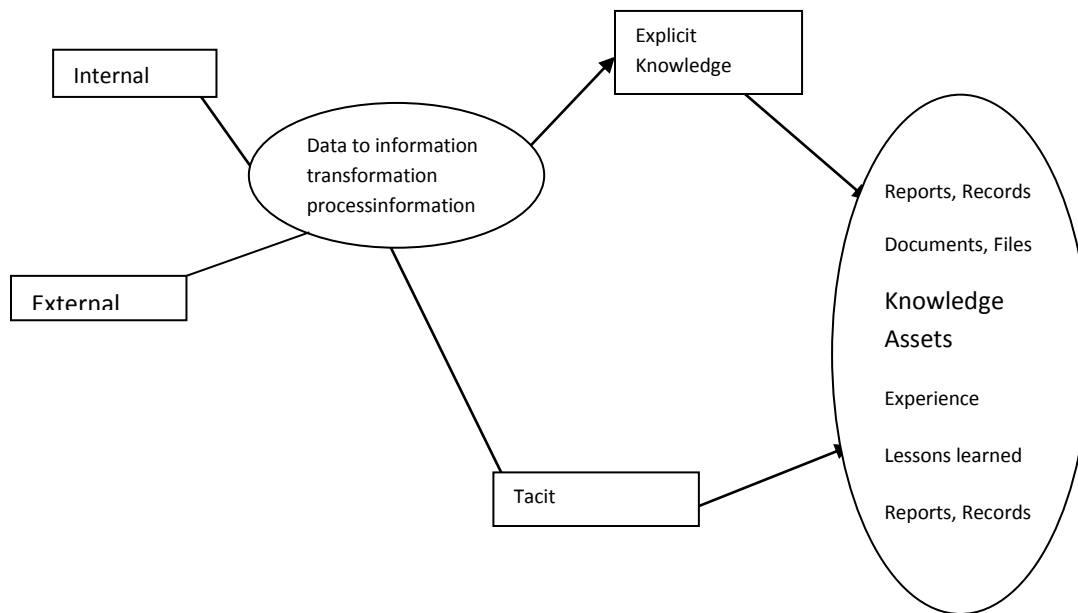 Internal
External
Data to information
transformation
processinformation
Explicit
Knowledge
Tacit
Reports, Records
Documents, Files
Knowledge
Assets
Experience
Lessons learned
Reports, Records